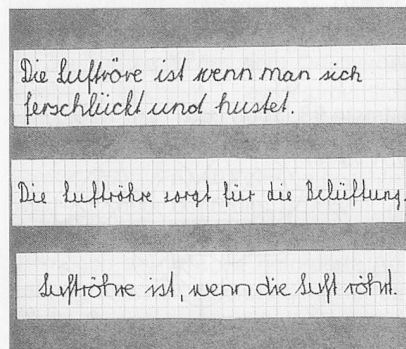 Die Luftröre ist wenn man sich
ferschlückt und hustet.
Die Luftröhre sorgt für die Belüftung.
Luftröhre ist, wenn die Luft röhrt.